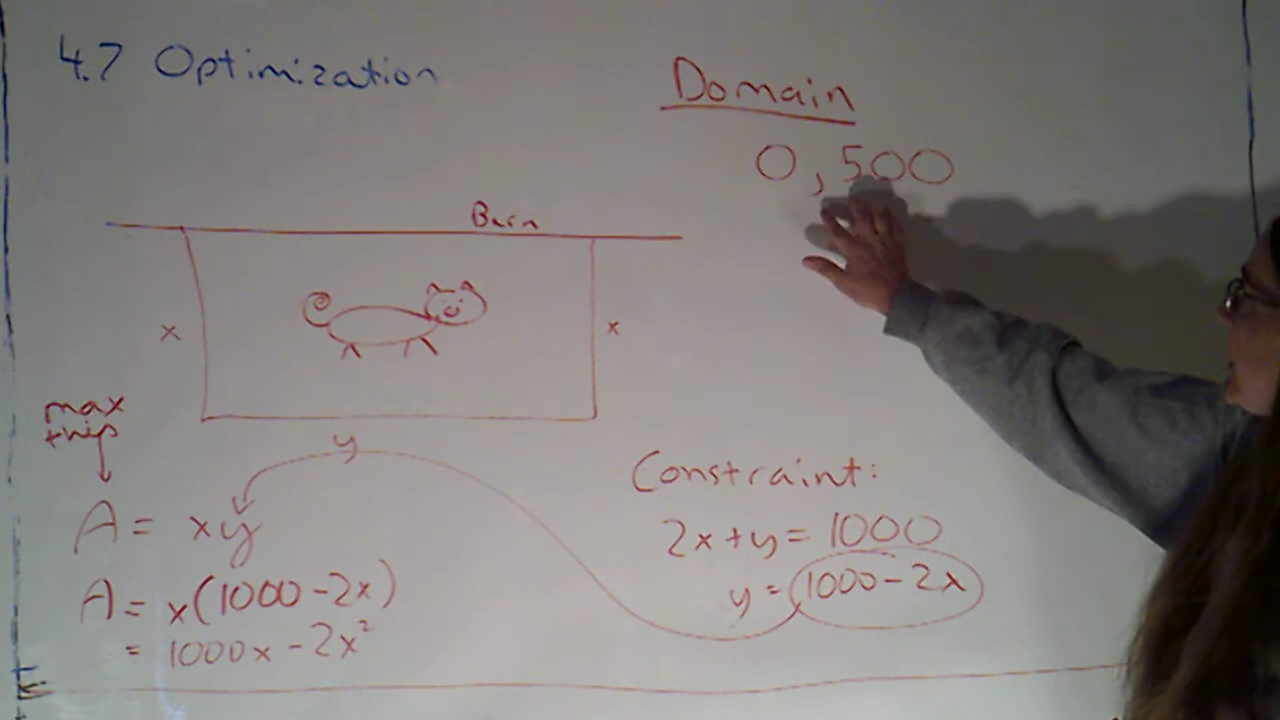 4.7 Optimization
Domain
0,500
Barn
x
x
y
max
this
A = xy
A = x(1000-2x)
= 1000x - 2x²
Constraint:
2x+y = 1000
y = 1000-2x